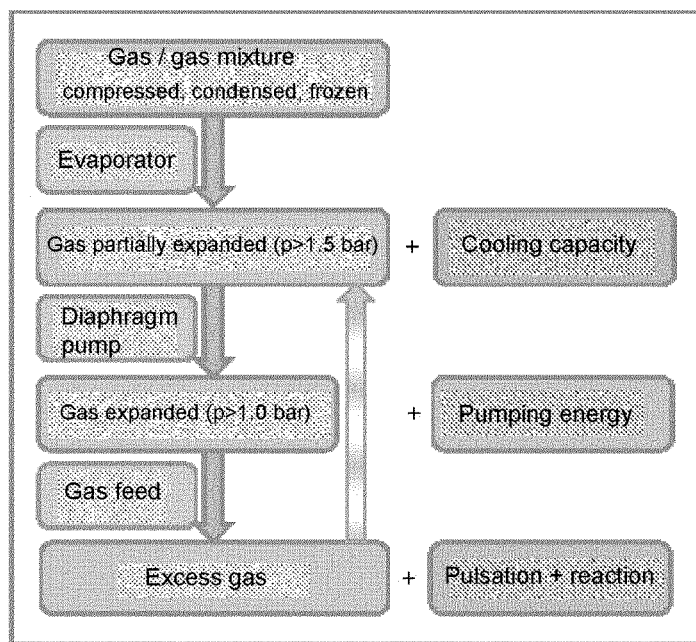 Gas / gas mixture
compressed, condensed, frozen
Evaporator
Gas partially expanded (p>1.5 bar)
+
Cooling capacity
Diaphragm
pump
Gas expanded (p>1.0 bar)
+
Pumping energy
Gas feed
Excess gas
+
Pulsation + reaction